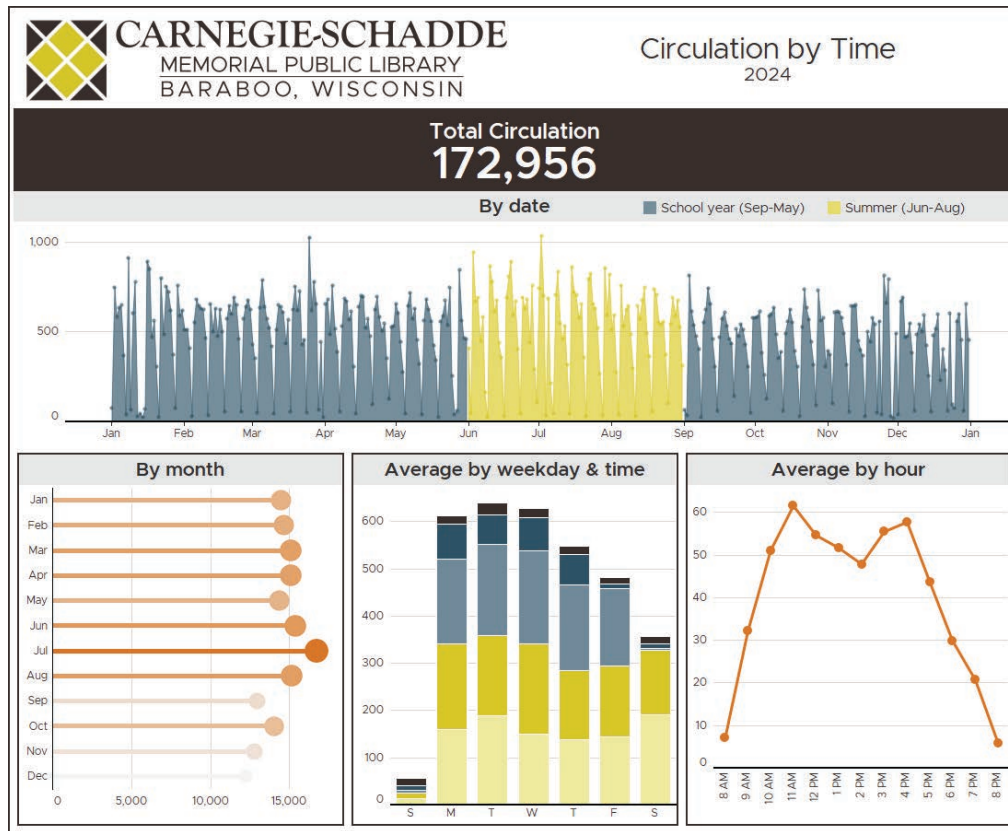 CARNEGIE-SCHADDE
MEMORIAL PUBLIC LIBRARY
BARABOO, WISCONSIN
Circulation by Time
2024
Total Circulation
172,956
By date
School year (Sep-May)
Summer (Jun-Aug)
1,000
500
0
Jan Feb Mar Apr May Jun Jul Aug Sep Oct Nov Dec Jan
By month
Jan
Feb
Mar
Apr
May
Jun
Jul
Aug
Sep
Oct
Nov
Dec
0 5,000 10,000 15,000
Average by weekday & time
600
500
400
300
200
100
0
S M T W T F S
Average by hour
60
50
40
30
20
10
0
8 AM 9 AM 10 AM 11 AM 12 PM 1 PM 2 PM 3 PM 4 PM 5 PM 6 PM 7 PM 8 PM